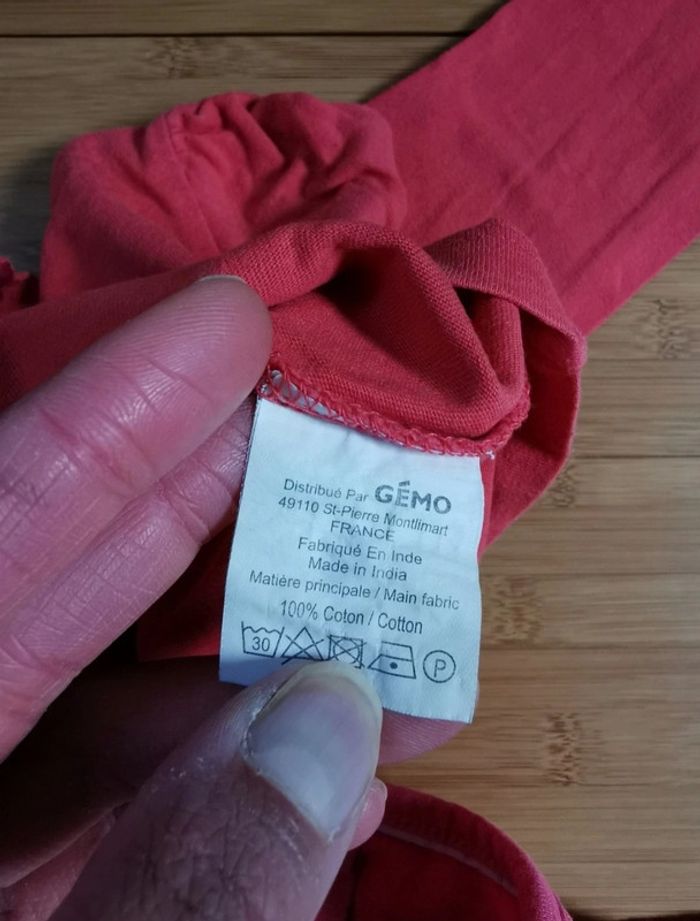 Distribué Par GÉMO
49110 St-Pierre Montlimart
FRANCE
Fabriqué En Inde
Made in India
Matière principale / Main fabric
100% Coton / Cotton
30 P